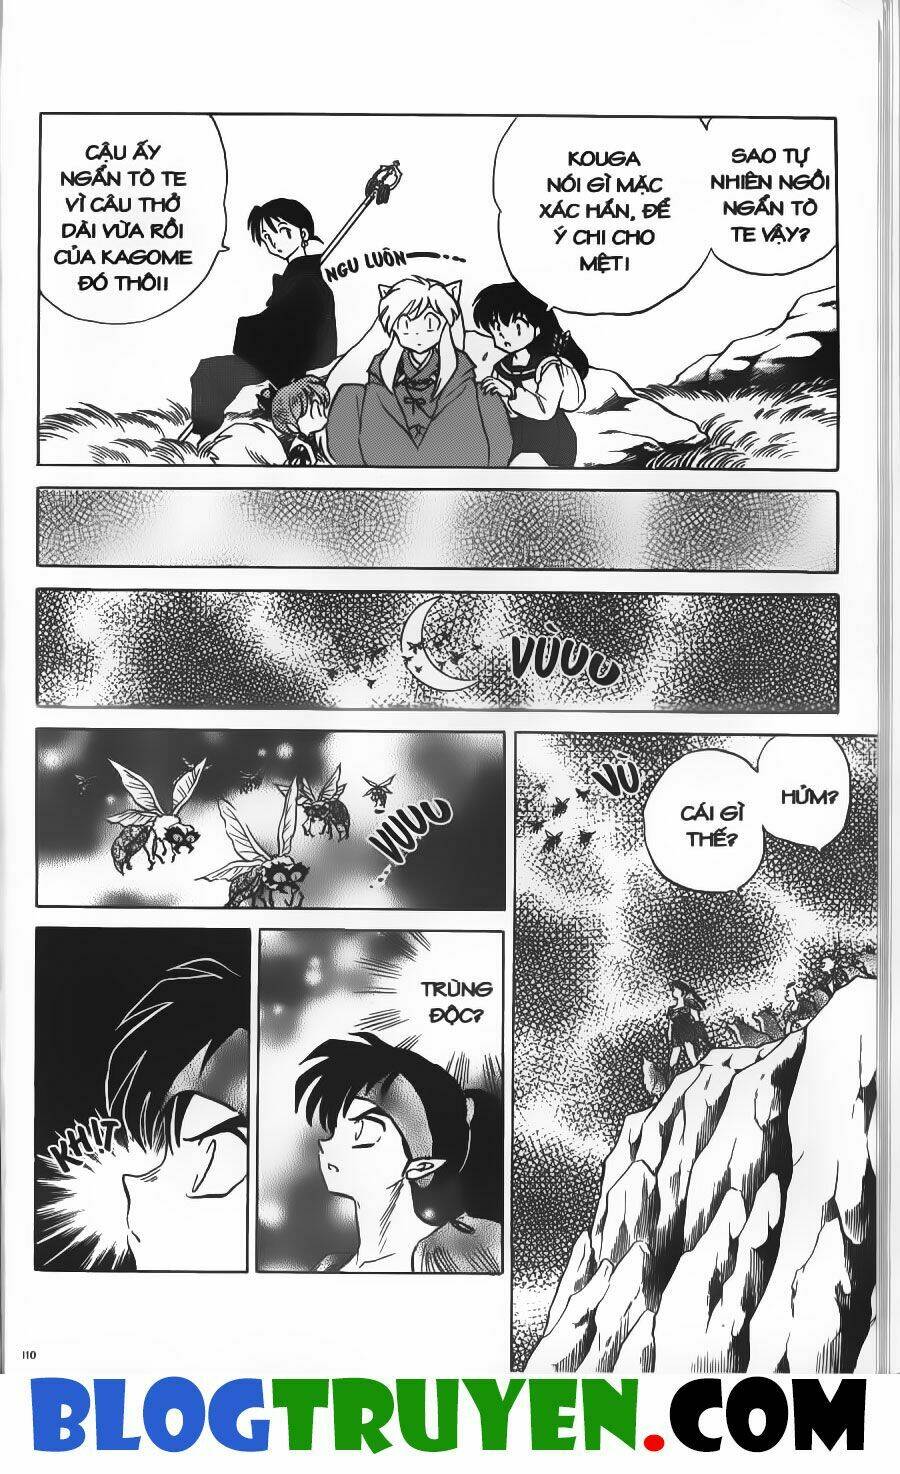 SAO TỰ
NHIÊN NGỒI
NGẨN TÒ
TE VẬY?
KOUGA
NÓI GÌ MẶC
XÁC HẮN, ĐỂ
Ý CHI CHO
MỆT!
NGU LUÔN
CẬU ẤY
NGẨN TÒ TE
VÌ CÂU THỞ
DÀI VỪA RỒI
CỦA KAGOME
ĐÓ THÔI!
VÙUU
VÙ
HỬM?
CÁI GÌ
THẾ?
VUUU
TRÙNG
ĐỘC?
KHỊT
110
BLOGTRUYEN.COM